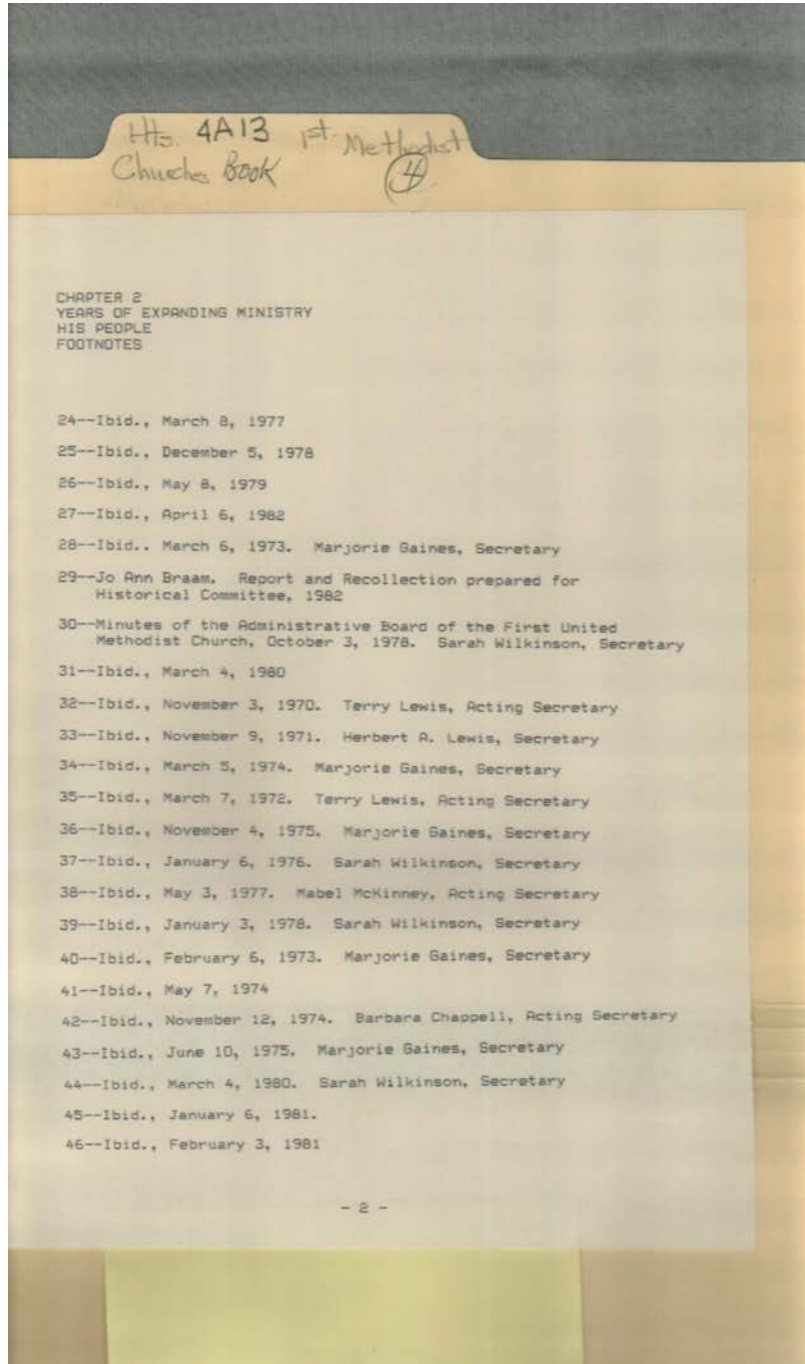 Hts. 4A13 1st. Methodist
Churches Book 4
CHAPTER 2
YEARS OF EXPANDING MINISTRY
HIS PEOPLE
FOOTNOTES
24--Ibid., March 8, 1977
25--Ibid., December 5, 1978
26--Ibid., May 8, 1979
27--Ibid., April 6, 1982
28--Ibid.. March 6, 1973. Marjorie Gaines, Secretary
29--Jo Ann Braam. Report and Recollection prepared for
Historical Committee, 1982
30--Minutes of the Administrative Board of the First United
Methodist Church, October 3, 1978. Sarah Wilkinson, Secretary
31--Ibid., March 4, 1980
32--Ibid., November 3, 1970. Terry Lewis, Acting Secretary
33--Ibid., November 9, 1971. Herbert A. Lewis, Secretary
34--Ibid., March 5, 1974. Marjorie Gaines, Secretary
35--Ibid., March 7, 1972. Terry Lewis, Acting Secretary
36--Ibid., November 4, 1975. Marjorie Gaines, Secretary
37--Ibid., January 6, 1976. Sarah Wilkinson, Secretary
38--Ibid., May 3, 1977. Mabel McKinney, Acting Secretary
39--Ibid., January 3, 1978. Sarah Wilkinson, Secretary
40--Ibid., February 6, 1973. Marjorie Gaines, Secretary
41--Ibid., May 7, 1974
42--Ibid., November 12, 1974. Barbara Chappell, Acting Secretary
43--Ibid., June 10, 1975. Marjorie Gaines, Secretary
44--Ibid., March 4, 1980. Sarah Wilkinson, Secretary
45--Ibid., January 6, 1981.
46--Ibid., February 3, 1981
- 2 -